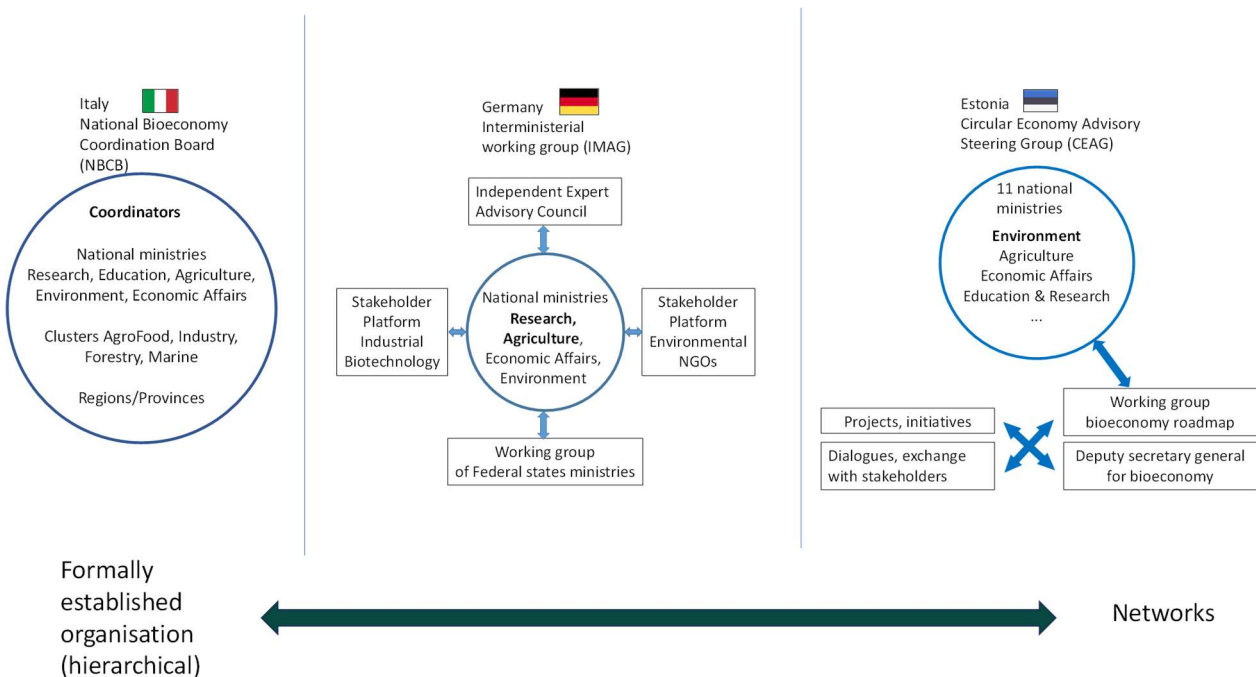 Italy
National Bioeconomy
Coordination Board
(NBCB)
Coordinators
National ministries
Research, Education, Agriculture,
Environment, Economic Affairs
Clusters AgroFood, Industry,
Forestry, Marine
Regions/Provinces
Germany
Interministerial
working group (IMAG)
Independent Expert
Advisory Council
Stakeholder
Platform
Industrial
Biotechnology
National ministries
Research,
Agriculture,
Economic Affairs,
Environment
Stakeholder
Platform
Environmental
NGOs
Working group
of Federal states ministries
Estonia
Circular Economy Advisory
Steering Group (CEAG)
11 national
ministries
Environment
Agriculture
Economic Affairs
Education & Research
...
Projects, initiatives
Dialogues, exchange
with stakeholders
Working group
bioeconomy roadmap
Deputy secretary general
for bioeconomy
Formally
established
organisation
(hierarchical)
Networks